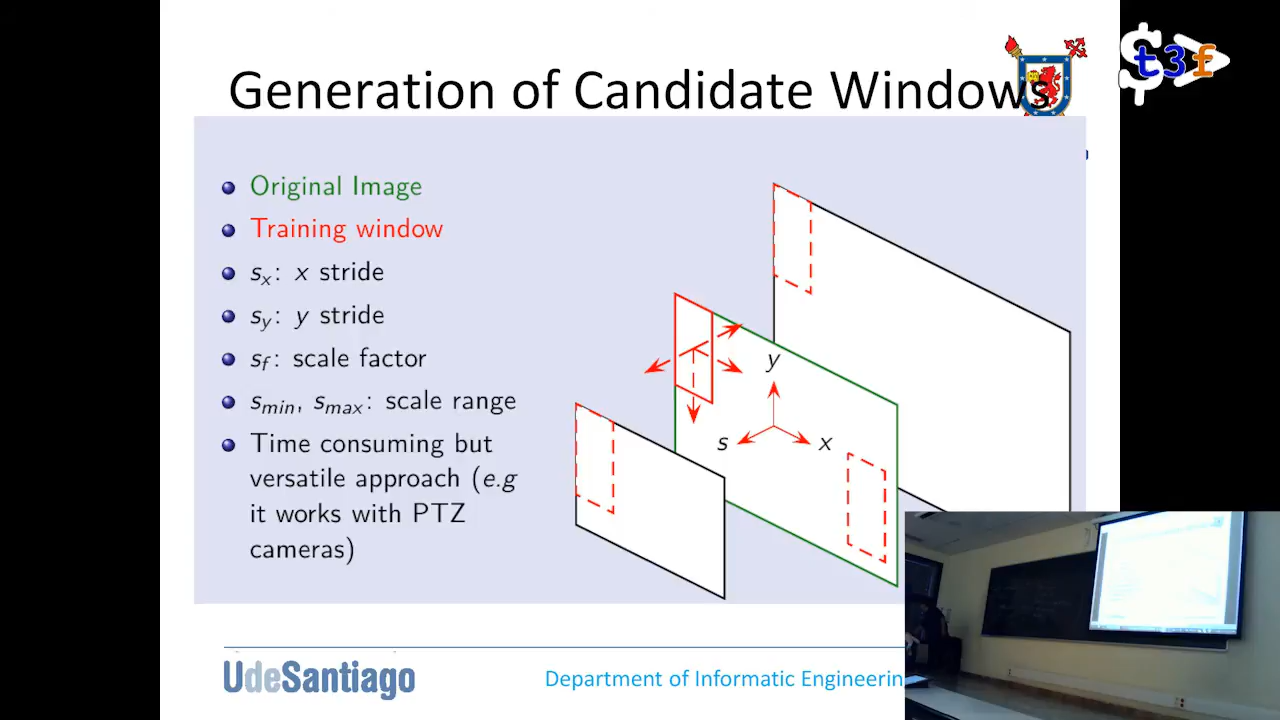 Generation of Candidate Windows
$t3f
Original Image
Training window
sx: x stride
sy: y stride
sf: scale factor
smin, smax: scale range
Time consuming but
versatile approach (e.g
it works with PTZ
cameras)
y
s
x
UdeSantiago
Department of Informatic Engineerin